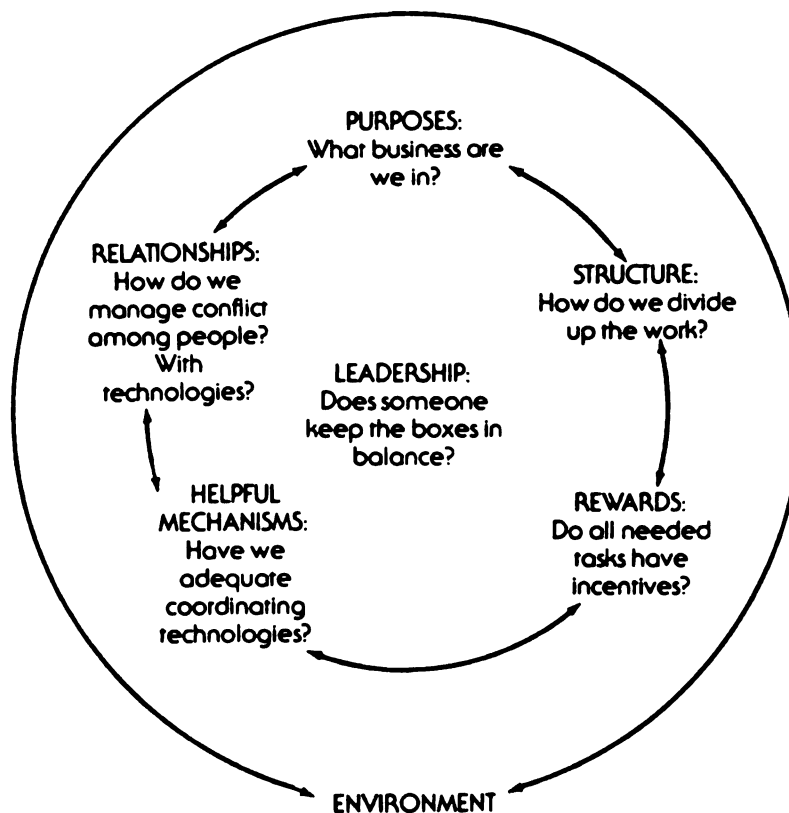 PURPOSES:
What business are
we in?
RELATIONSHIPS:
How do we
manage conflict
among people?
With
technologies?
STRUCTURE:
How do we divide
up the work?
LEADERSHIP:
Does someone
keep the boxes in
balance?
HELPFUL
MECHANISMS:
Have we
adequate
coordinating
technologies?
REWARDS:
Do all needed
tasks have
incentives?
ENVIRONMENT